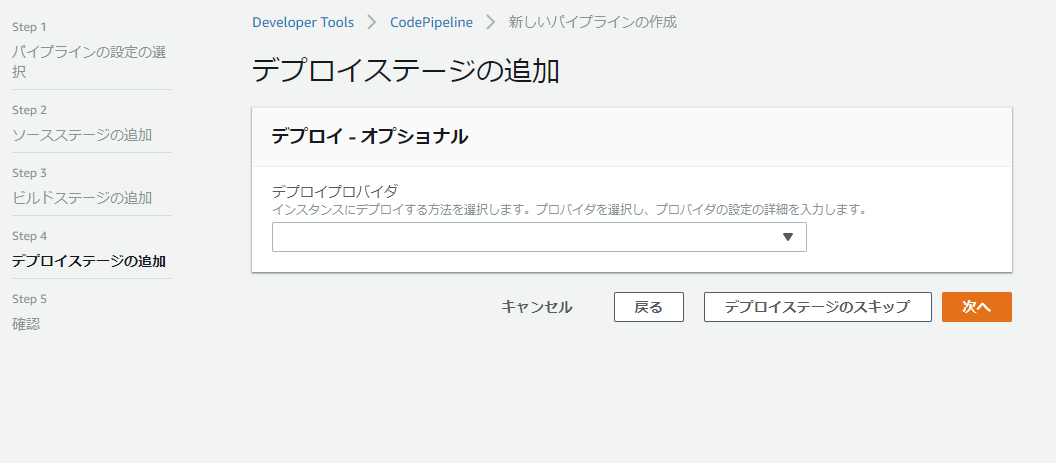 Step 1
パイプラインの設定の選
択
Step 2
ソースステージの追加
Step 3
ビルドステージの追加
Step 4
デプロイステージの追加
Step 5
確認
Developer Tools > CodePipeline > 新しいパイプラインの作成
デプロイステージの追加
デプロイ - オプショナル
デプロイプロバイダ
インスタンスにデプロイする方法を選択します。プロバイダを選択し、プロバイダの設定の詳細を入力します。
キャンセル 戻る デプロイステージのスキップ 次へ